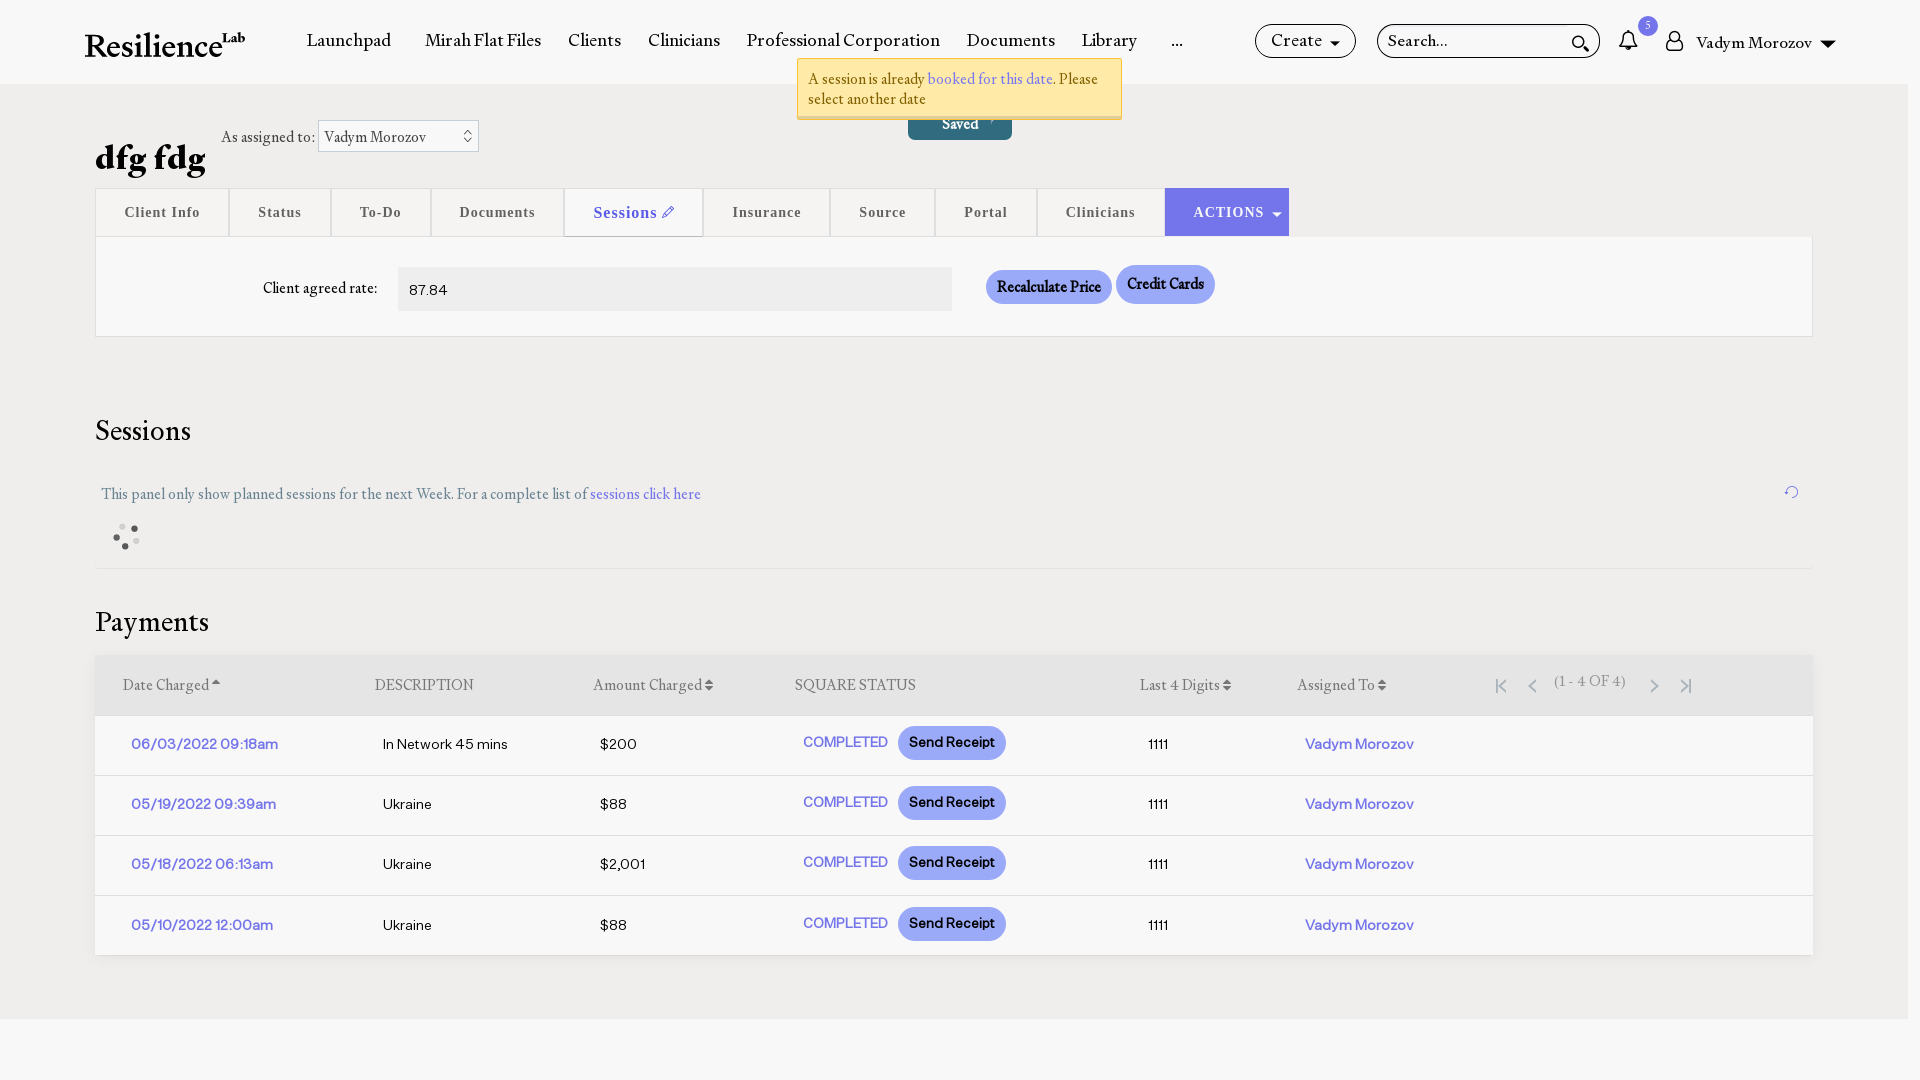 Resilience Lab
Launchpad Mirah Flat Files Clients Clinicians Professional Corporation Documents Library ... Create Search... 5 Vadym Morozov
A session is already booked for this date. Please
select another date
Saved
dfg fdg As assigned to: Vadym Morozov
Client Info Status To-Do Documents Sessions Insurance Source Portal Clinicians ACTIONS
Client agreed rate: 87.84 Recalculate Price Credit Cards
Sessions
This panel only show planned sessions for the next Week. For a complete list of sessions click here
Payments
Date Charged DESCRIPTION Amount Charged SQUARE STATUS Last 4 Digits Assigned To (1 - 4 OF 4)
06/03/2022 09:18am In Network 45 mins $200 COMPLETED Send Receipt 1111 Vadym Morozov
05/19/2022 09:39am Ukraine $88 COMPLETED Send Receipt 1111 Vadym Morozov
05/18/2022 06:13am Ukraine $2,001 COMPLETED Send Receipt 1111 Vadym Morozov
05/10/2022 12:00am Ukraine $88 COMPLETED Send Receipt 1111 Vadym Morozov